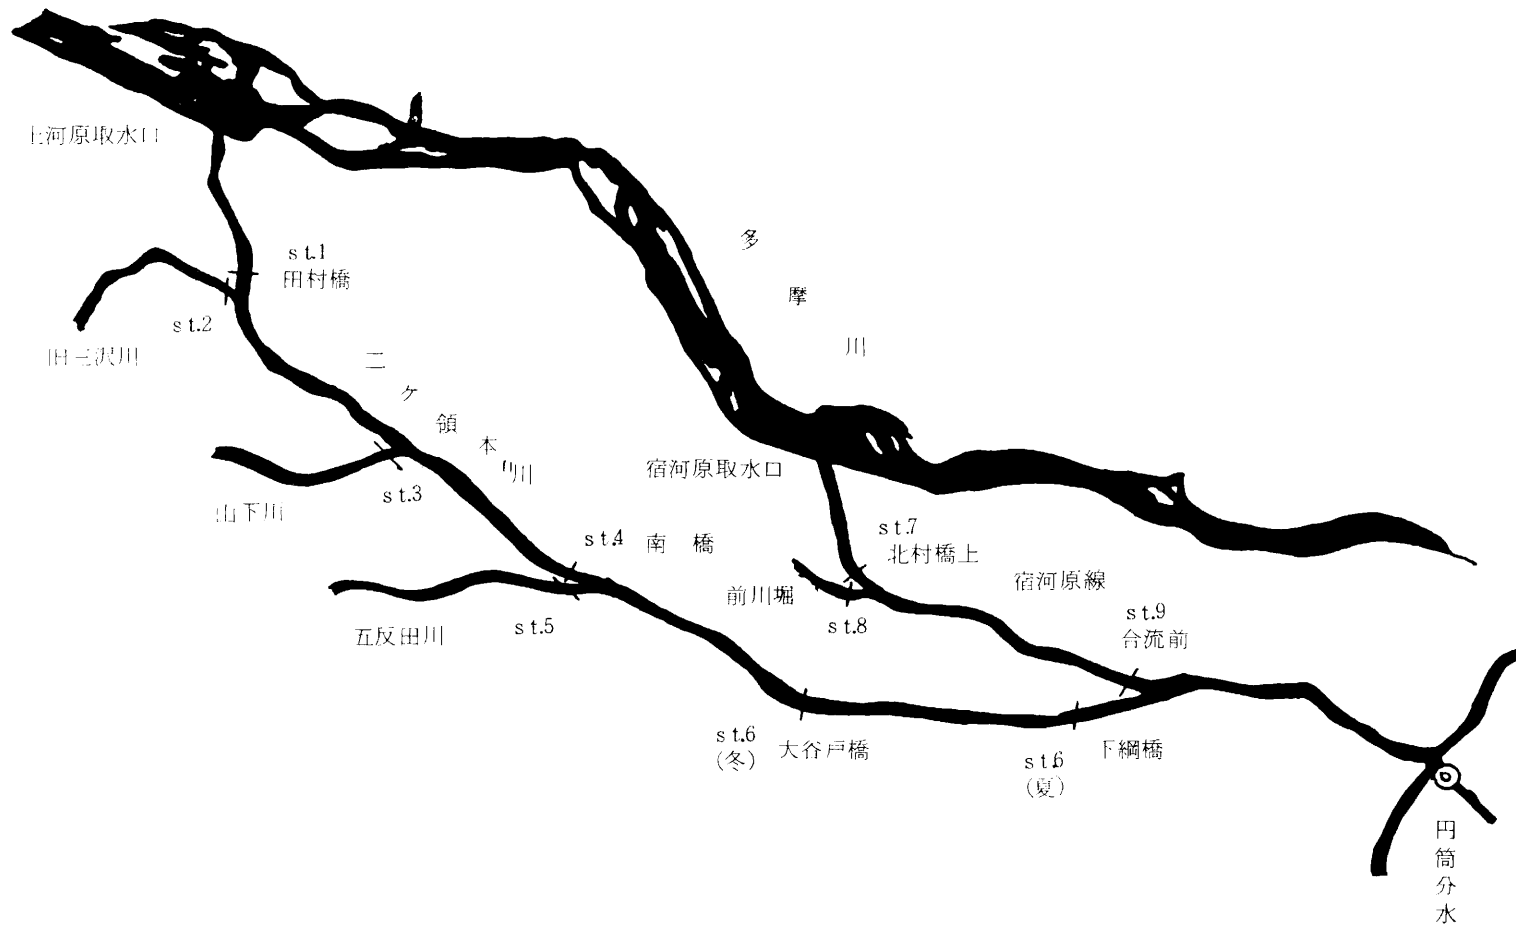 上河原取水口
st.1
田村橋
st.2
旧三沢川
多摩川
二ヶ領本川
st.3
山下川
宿河原取水口
st.4 南橋
st.7
北村橋上
前川堀
宿河原線
st.5
五反田川
st.8
st.9
合流前
st.6
(冬)
大谷戸橋
st.6
(夏)
下綱橋
円筒分水